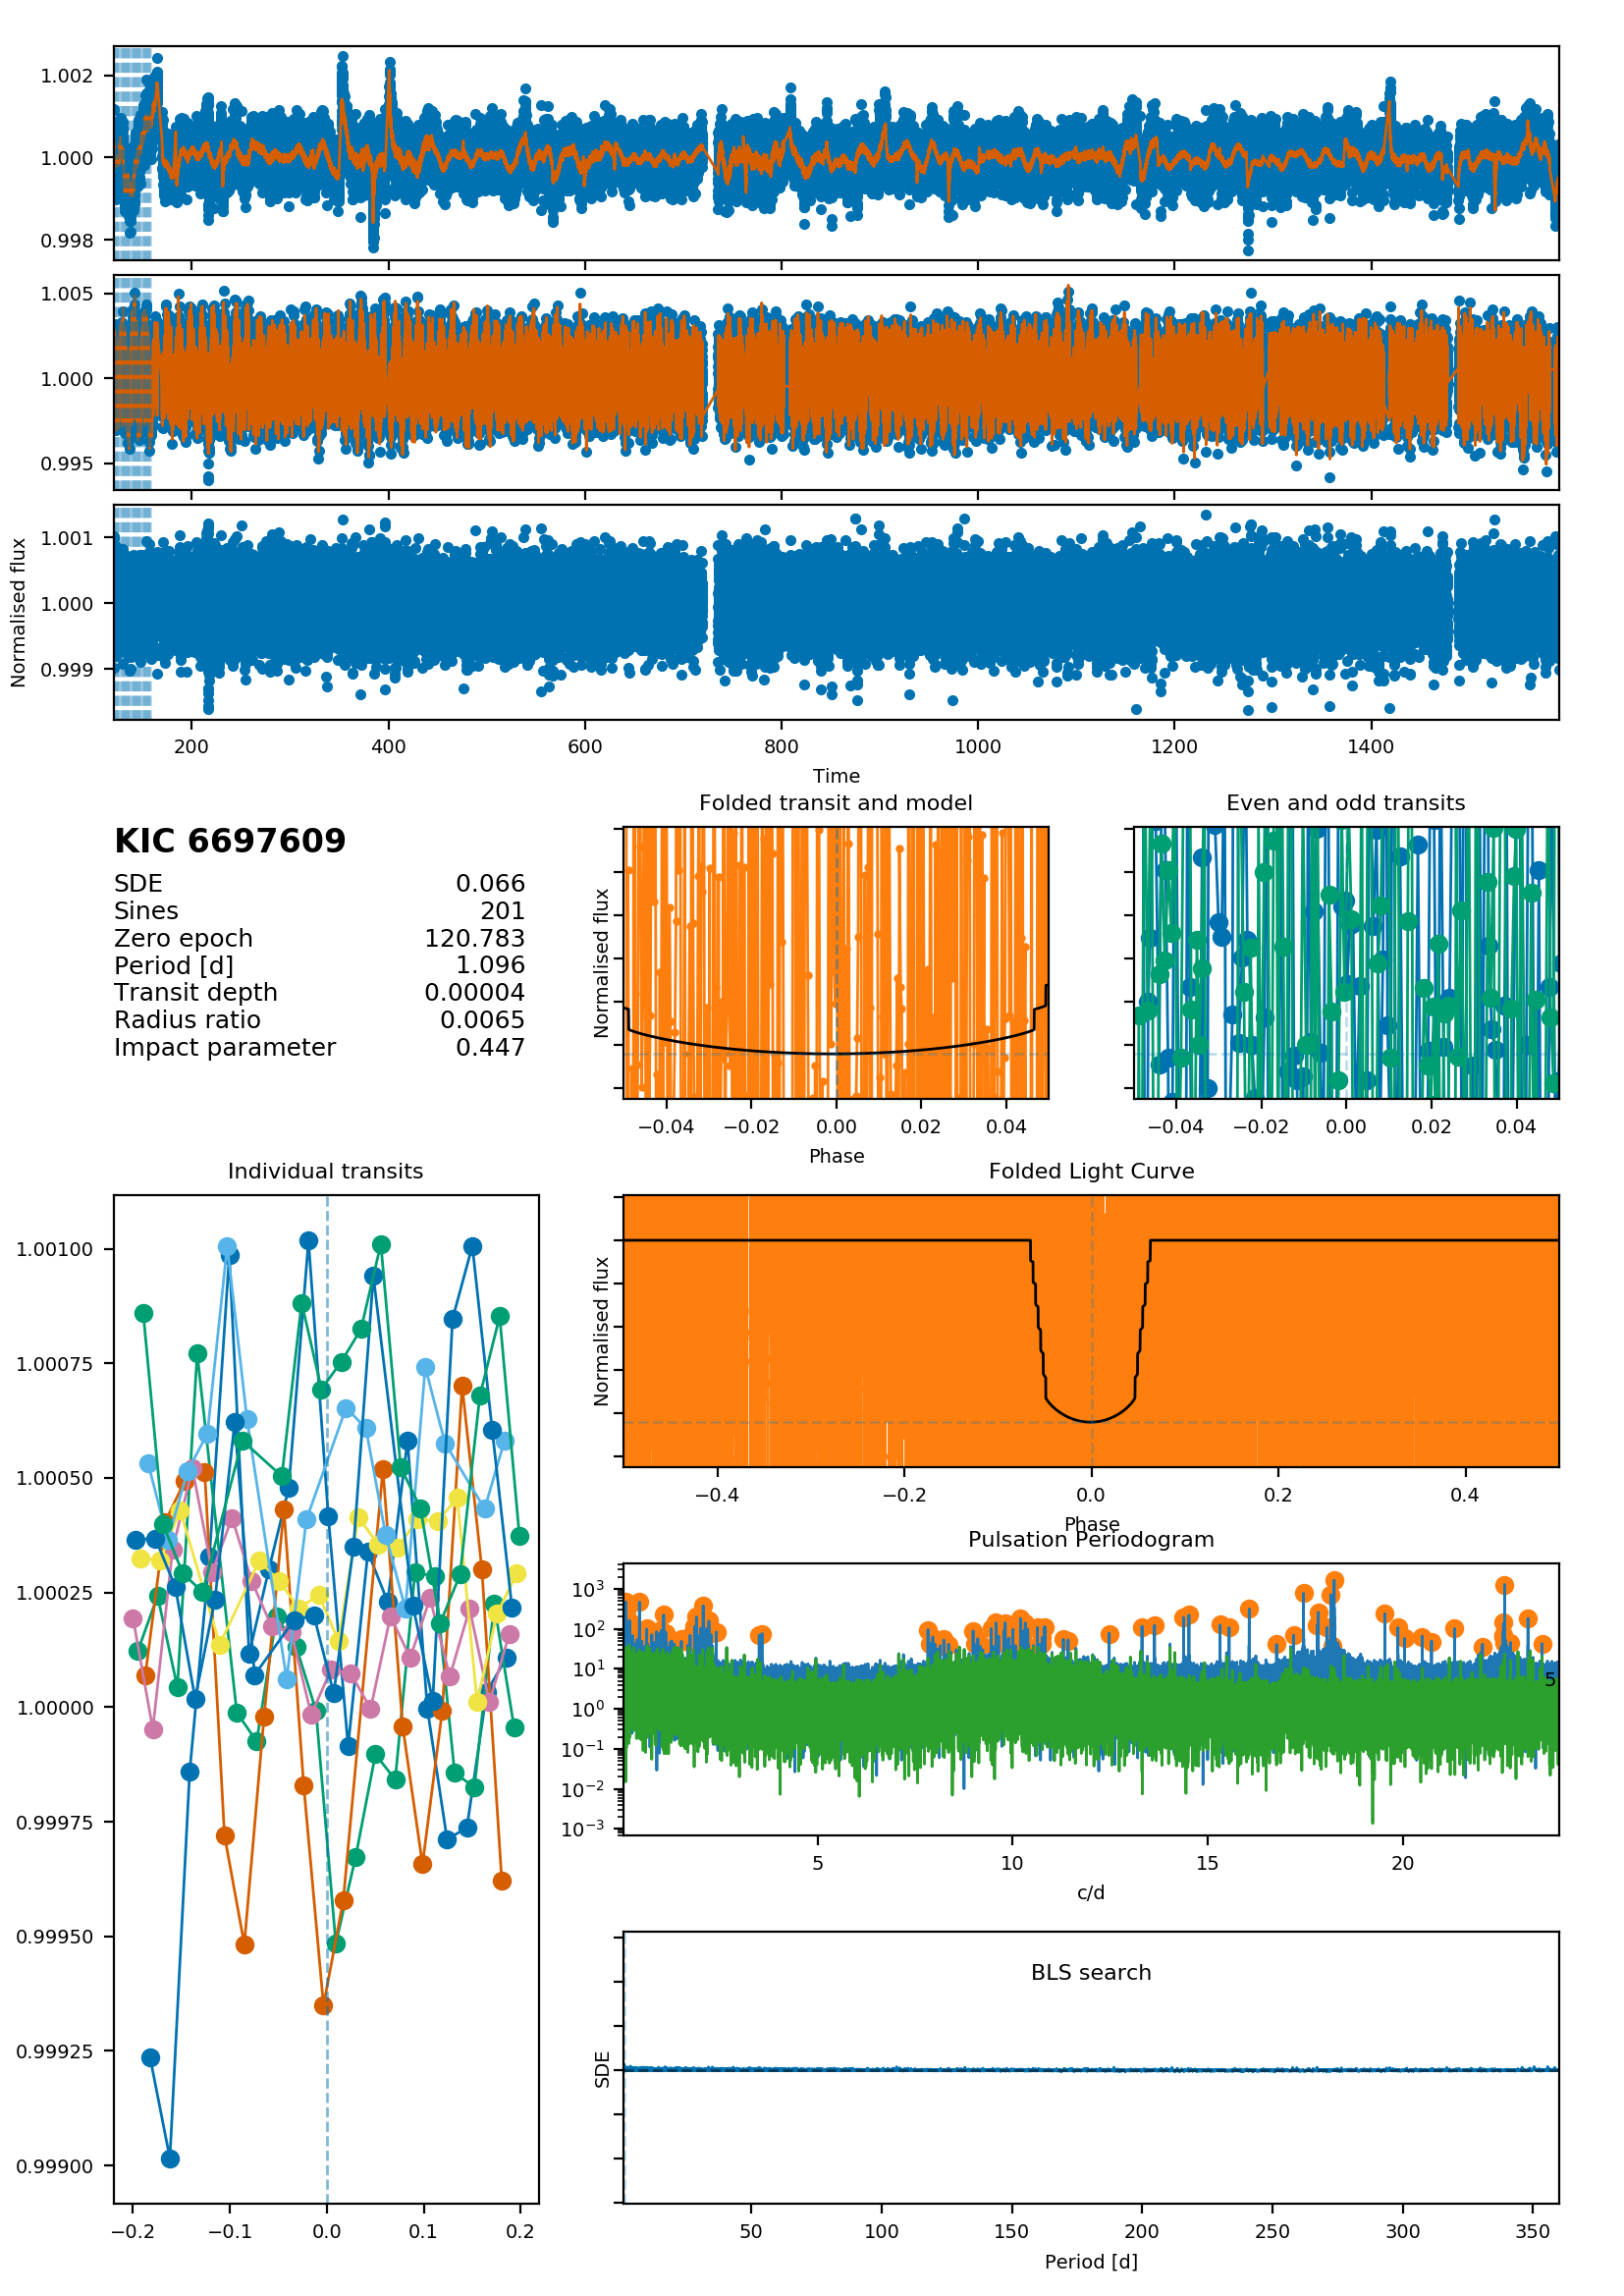 1.002
1.000
0.998
1.005
1.000
0.995
1.001
1.000
0.999
Normalised flux
200 400 600 800 1000 1200 1400
Time
KIC 6697609
SDE 0.066
Sines 201
Zero epoch 120.783
Period [d] 1.096
Transit depth 0.00004
Radius ratio 0.0065
Impact parameter 0.447
Folded transit and model
Normalised flux
−0.04 −0.02 0.00 0.02 0.04
Phase
Even and odd transits
−0.04 −0.02 0.00 0.02 0.04
Individual transits
1.00100
1.00075
1.00050
1.00025
1.00000
0.99975
0.99950
0.99925
0.99900
−0.2 −0.1 0.0 0.1 0.2
Folded Light Curve
Normalised flux
−0.4 −0.2 0.0 0.2 0.4
Phase
Pulsation Periodogram
10³
10²
10¹
10⁰
10⁻¹
10⁻²
10⁻³
5
5 10 15 20
c/d
BLS search
SDE
50 100 150 200 250 300 350
Period [d]